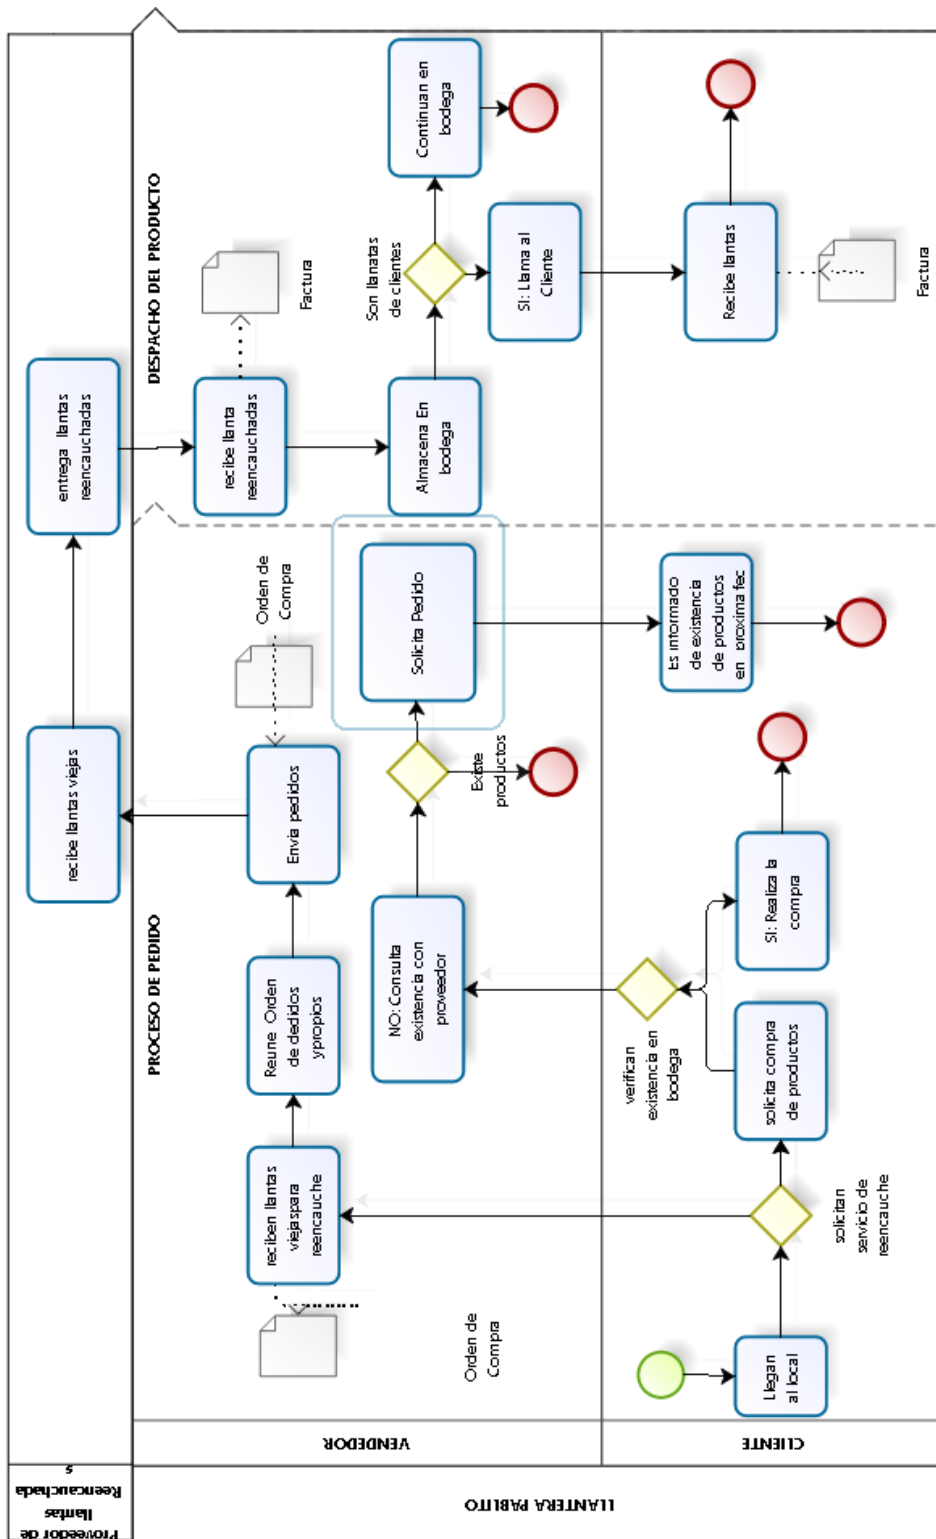 Proveedor de
llantas
Reencauchada
s
LLANTERA PABLITO
VENDEDOR
CLIENTE
PROCESO DE PEDIDO
DESPACHO DEL PRODUCTO
recibe llantas viejas
entrega llantas
reencauchadas
reciben llantas
viejaspara
reencauche
Orden de
Compra
Reune Orden
de dedidos
ypropios
Envia pedidos
Orden de
Compra
NO: Consulta
existencia con
proveedor
Existe
productos
Solicita Pedido
recibe llanta
reencauchadas
Factura
Almacena En
bodega
Son llanatas
de clientes
Continuan en
bodega
SI: Llama al
Cliente
Llegan
al local
solicitan
servicio de
reencauche
solicita compra
de productos
verifican
existencia en
bodega
SI: Realiza la
compra
Es informado
de existencia
de productos
en proxima fec
Recibe llantas
Factura